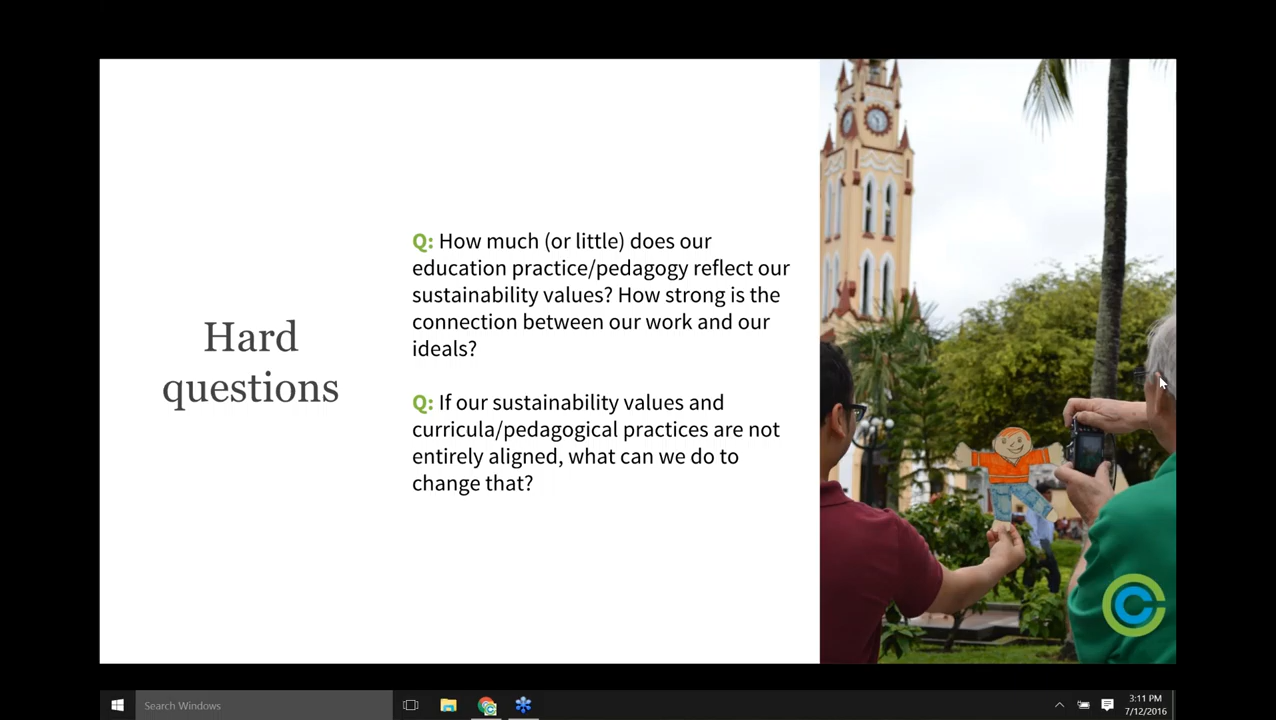 Hard
questions
Q: How much (or little) does our
education practice/pedagogy reflect our
sustainability values? How strong is the
connection between our work and our
ideals?
Q: If our sustainability values and
curricula/pedagogical practices are not
entirely aligned, what can we do to
change that?
Search Windows
3:11 PM
7/12/2016